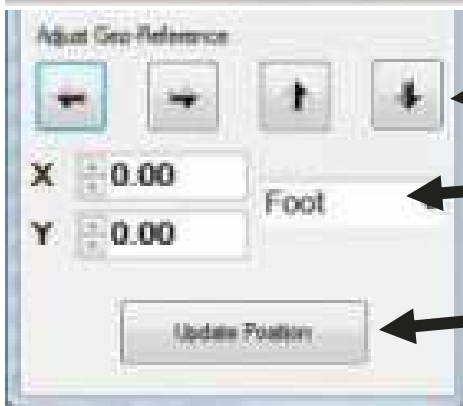 Adjust Geo-Reference
X 0.00
Foot
Y 0.00
Update Position